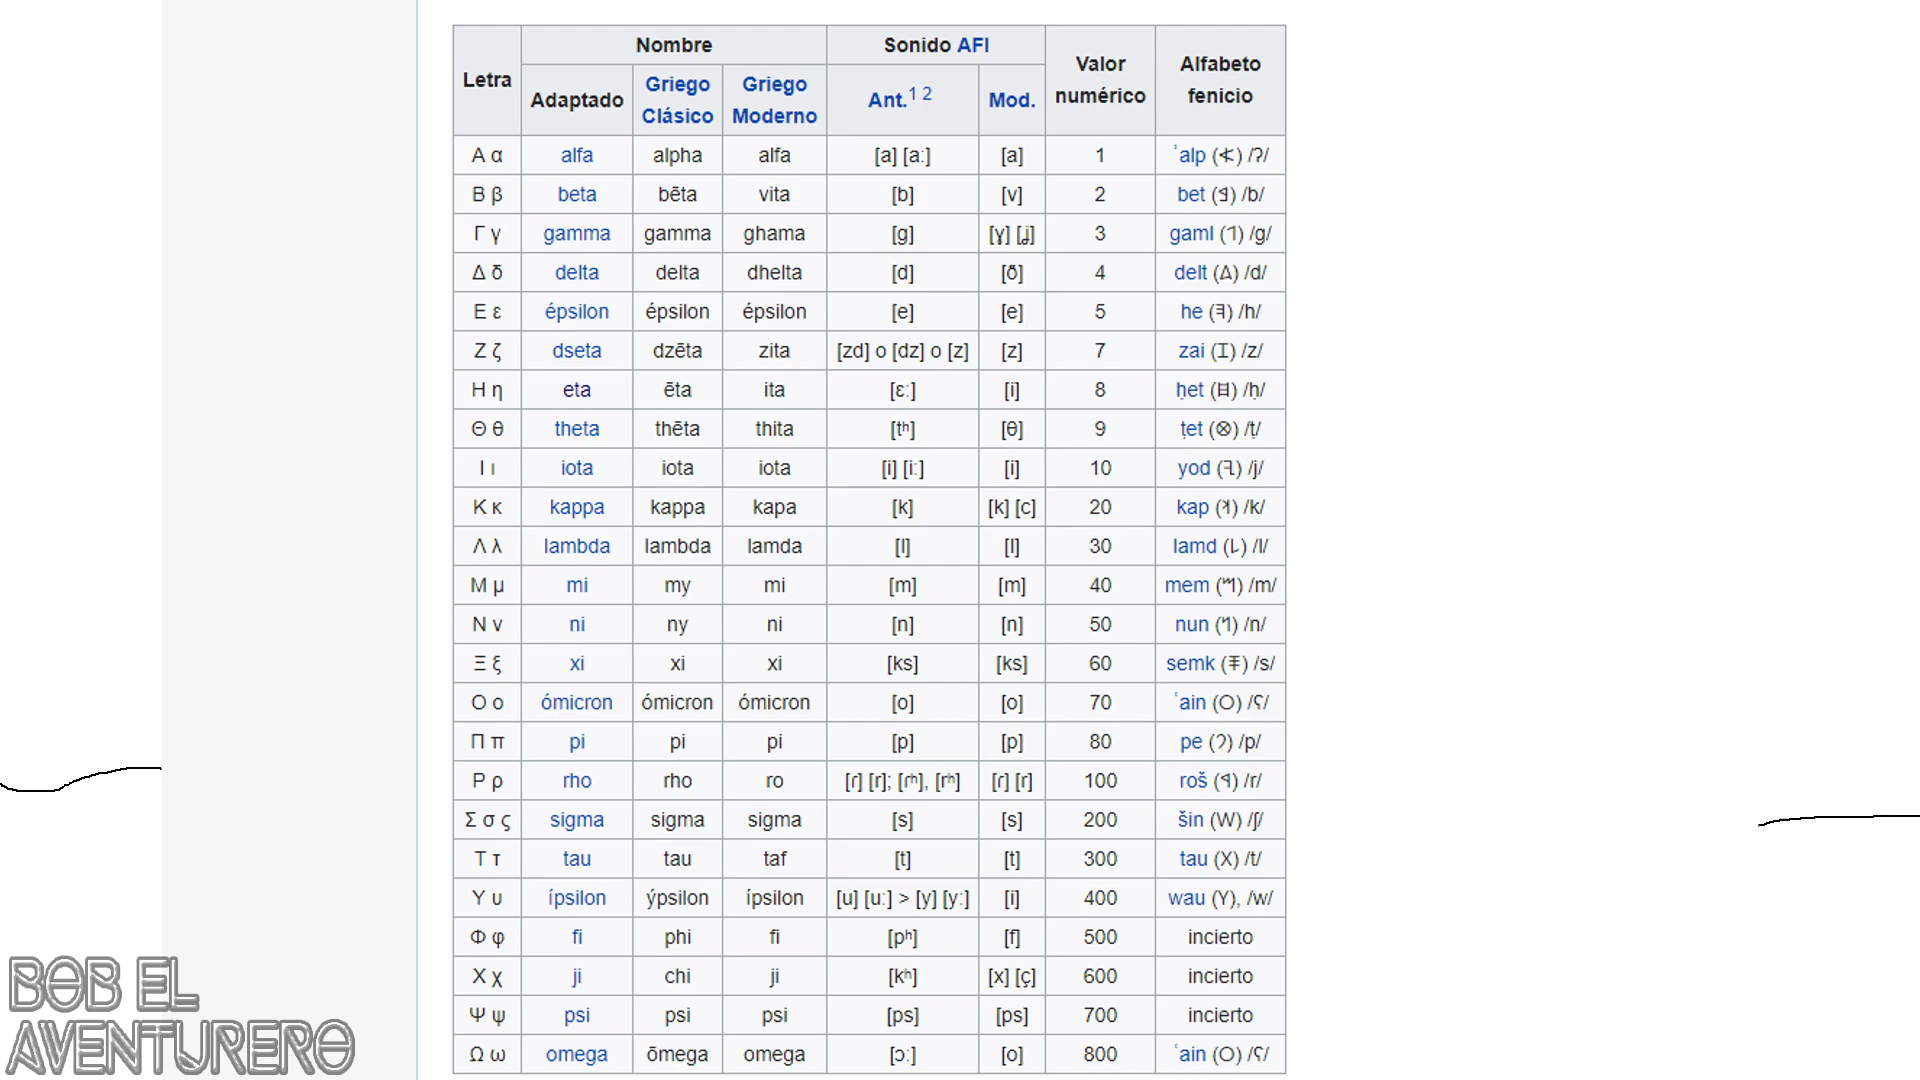 Letra Nombre Sonido AFI Valor numérico Alfabeto fenicio
Adaptado Griego Clásico Griego Moderno Ant.1 2 Mod.
Α α alfa alpha alfa [a] [aː] [a] 1 ʾalp (𐤀) /ʔ/
Β β beta bēta vita [b] [v] 2 bet (𐤁) /b/
Γ γ gamma gamma ghama [g] [ɣ] [ʝ] 3 gaml (𐤂) /g/
Δ δ delta delta dhelta [d] [ð] 4 delt (𐤃) /d/
Ε ε épsilon épsilon épsilon [e] [e] 5 he (𐤄) /h/
Ζ ζ dseta dzēta zita [zd] o [dz] o [z] [z] 7 zai (𐤆) /z/
Η η eta ēta ita [ɛː] [i] 8 ḥet (𐤇) /ḥ/
Θ θ theta thēta thita [tʰ] [θ] 9 ṭet (𐤈) /ṭ/
Ι ι iota iota iota [i] [iː] [i] 10 yod (𐤉) /j/
Κ κ kappa kappa kapa [k] [k] [c] 20 kap (𐤊) /k/
Λ λ lambda lambda lamda [l] [l] 30 lamd (𐤋) /l/
Μ μ mi my mi [m] [m] 40 mem (𐤌) /m/
Ν ν ni ny ni [n] [n] 50 nun (𐤍) /n/
Ξ ξ xi xi xi [ks] [ks] 60 semk (𐤎) /s/
Ο ο ómicron ómicron ómicron [o] [o] 70 ʿain (𐤏) /ʕ/
Π π pi pi pi [p] [p] 80 pe (𐤐) /p/
Ρ ρ rho rho ro [ɾ] [r]; [ɾʰ], [rʰ] [ɾ] [r] 100 roš (𐤓) /r/
Σ σ ς sigma sigma sigma [s] [s] 200 šin (𐤔) /ʃ/
Τ τ tau tau taf [t] [t] 300 tau (𐤕) /t/
Υ υ ípsilon ýpsilon ípsilon [u] [uː] > [y] [yː] [i] 400 wau (𐤅), /w/
Φ φ fi phi fi [pʰ] [f] 500 incierto
Χ χ ji chi ji [kʰ] [x] [ç] 600 incierto
Ψ ψ psi psi psi [ps] [ps] 700 incierto
Ω ω omega ōmega omega [ɔː] [o] 800 ʿain (𐤏) /ʕ/
BOB EL
AVENTURERO